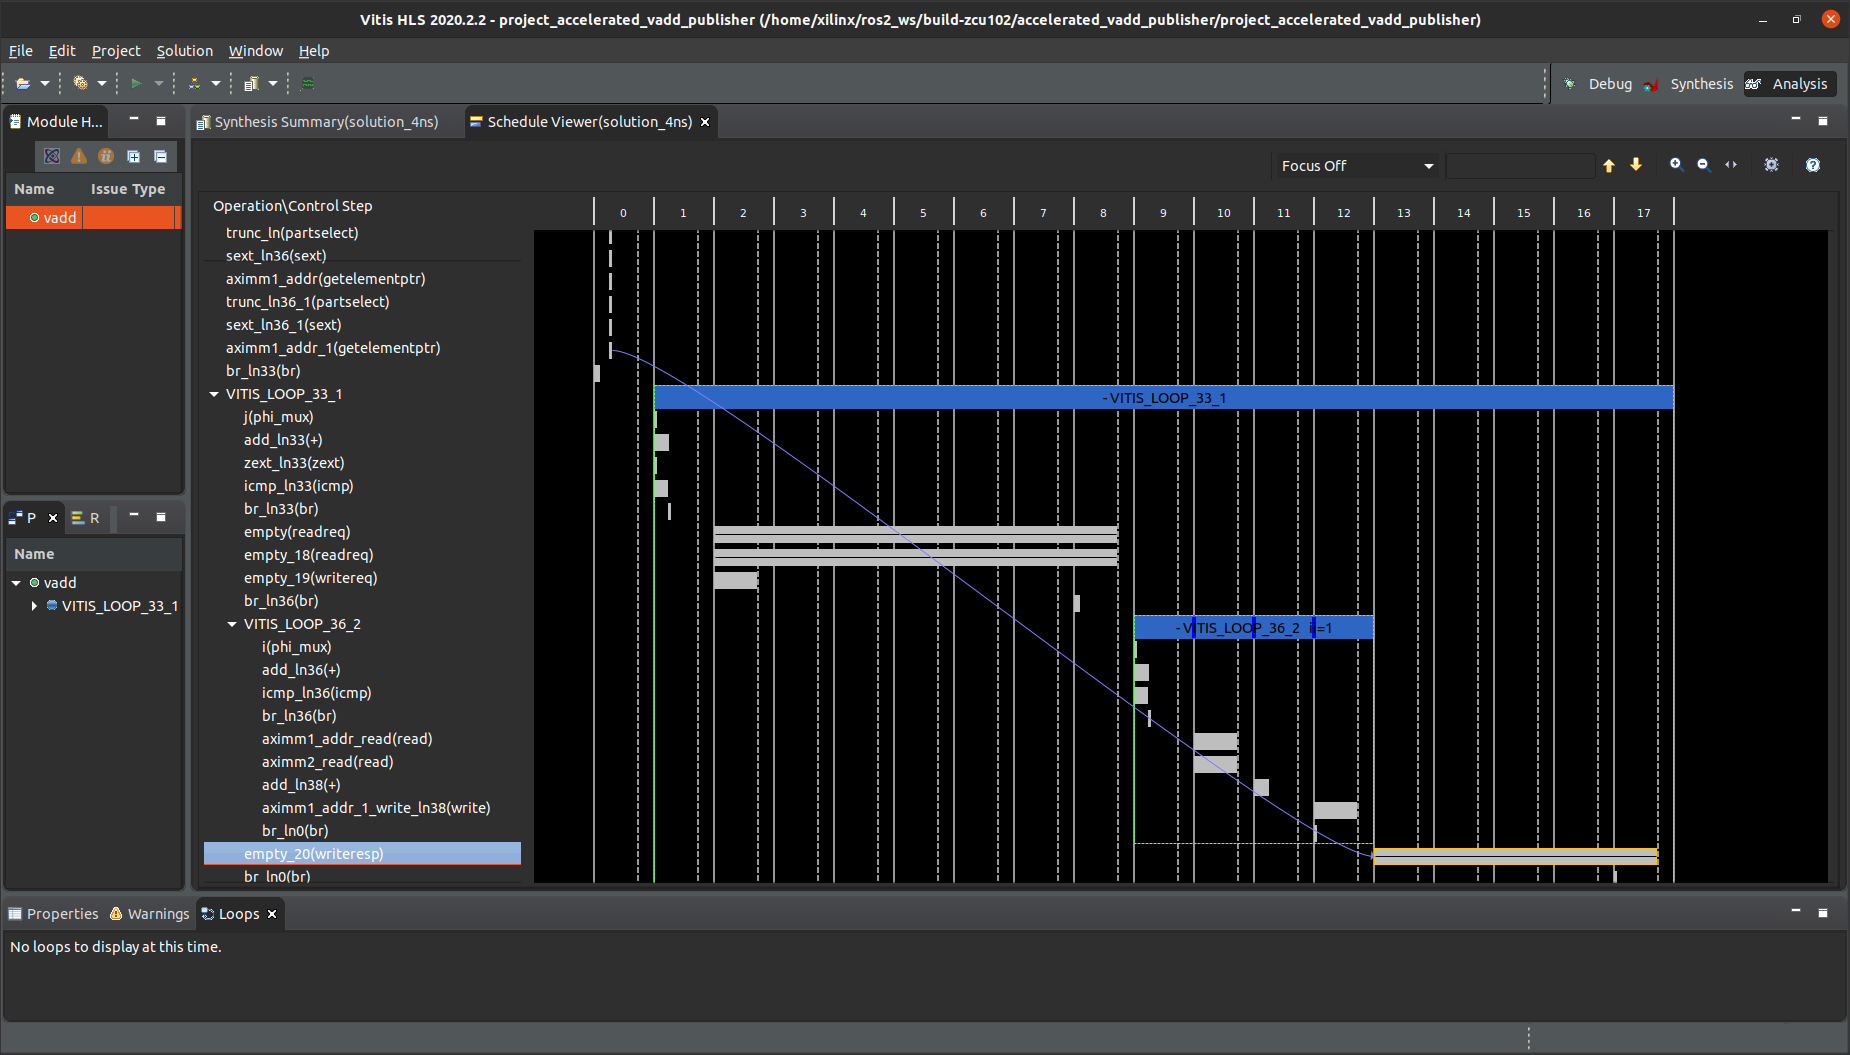 Vitis HLS 2020.2.2 - project_accelerated_vadd_publisher (/home/xilinx/ros2_ws/build-zcu102/accelerated_vadd_publisher/project_accelerated_vadd_publisher)
File Edit Project Solution Window Help
Debug Synthesis Analysis
Module H...
Synthesis Summary(solution_4ns) Schedule Viewer(solution_4ns)
Focus Off
Name Issue Type
vadd
Operation\Control Step 0 1 2 3 4 5 6 7 8 9 10 11 12 13 14 15 16 17
trunc_ln(partselect)
sext_ln36(sext)
aximm1_addr(getelementptr)
trunc_ln36_1(partselect)
sext_ln36_1(sext)
aximm1_addr_1(getelementptr)
br_ln33(br)
VITIS_LOOP_33_1 -VITIS_LOOP_33_1
j(phi_mux)
add_ln33(+)
zext_ln33(zext)
icmp_ln33(icmp)
br_ln33(br)
empty(readreq)
empty_18(readreq)
empty_19(writereq)
br_ln36(br)
VITIS_LOOP_36_2 -VITIS_LOOP_36_2 ii=1
i(phi_mux)
add_ln36(+)
icmp_ln36(icmp)
br_ln36(br)
aximm1_addr_read(read)
aximm2_read(read)
add_ln38(+)
aximm1_addr_1_write_ln38(write)
br_ln0(br)
empty_20(writeresp)
br_ln0(br)
P R
Name
vadd
VITIS_LOOP_33_1
Properties Warnings Loops
No loops to display at this time.